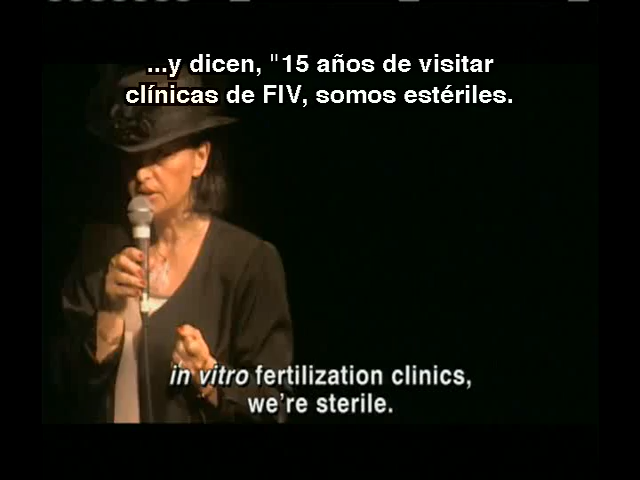 ...y dicen, "15 años de visitar
clínicas de FIV, somos estériles.
in vitro fertilization clinics,
we're sterile.